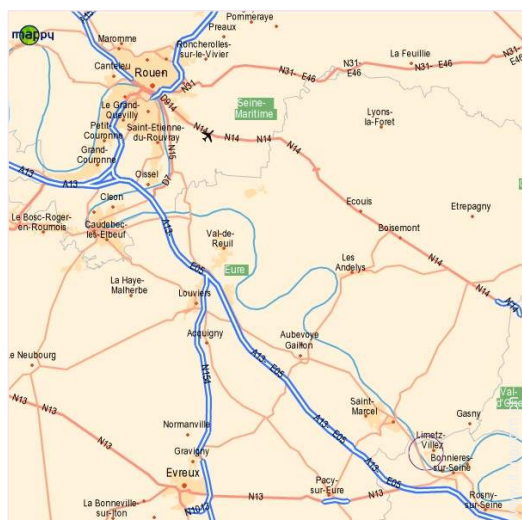 mappy
Preaux
Pommeraye
Maromme
Roncherolles-
sur-le-Vivier
La Feuillie
Canteleu
Rouen
N31
N31-
E46
N31-
E46
N31-
E46
Le Grand-
Quevilly
D914
Seine-
Maritime
Lyons-
la-Foret
Petit-
Couronne
Saint-Etienne-
du-Rouvray
N14
N14
N14
Grand-
Couronne
N15
A13
A13
Oissel
D7
Cleon
Le Bosc-Roger-
en-Roumois
Caudebec-
les-Elbeuf
A13-
Val-de-
Reuil
Ecouis
Etrepagny
Boisemont
E05
Eure
Les
Andelys
N14
La Haye-
Malherbe
Louviers
N14
N14
Acquigny
Aubevoye
Gaillon
A13-
E05
Le Neubourg
N154
Val-
d'Oise
Saint-
Marcel
Gasny
N13
Normanville
A13-
E05
Limetz-
Villez
N13
Gravigny
Bonnieres-
sur-Seine
Evreux
Pacy-
sur-Eure
E05
N13
N13
N13
La Bonneville-
sur-Iton
N1013
Rosny-
sur-Seine